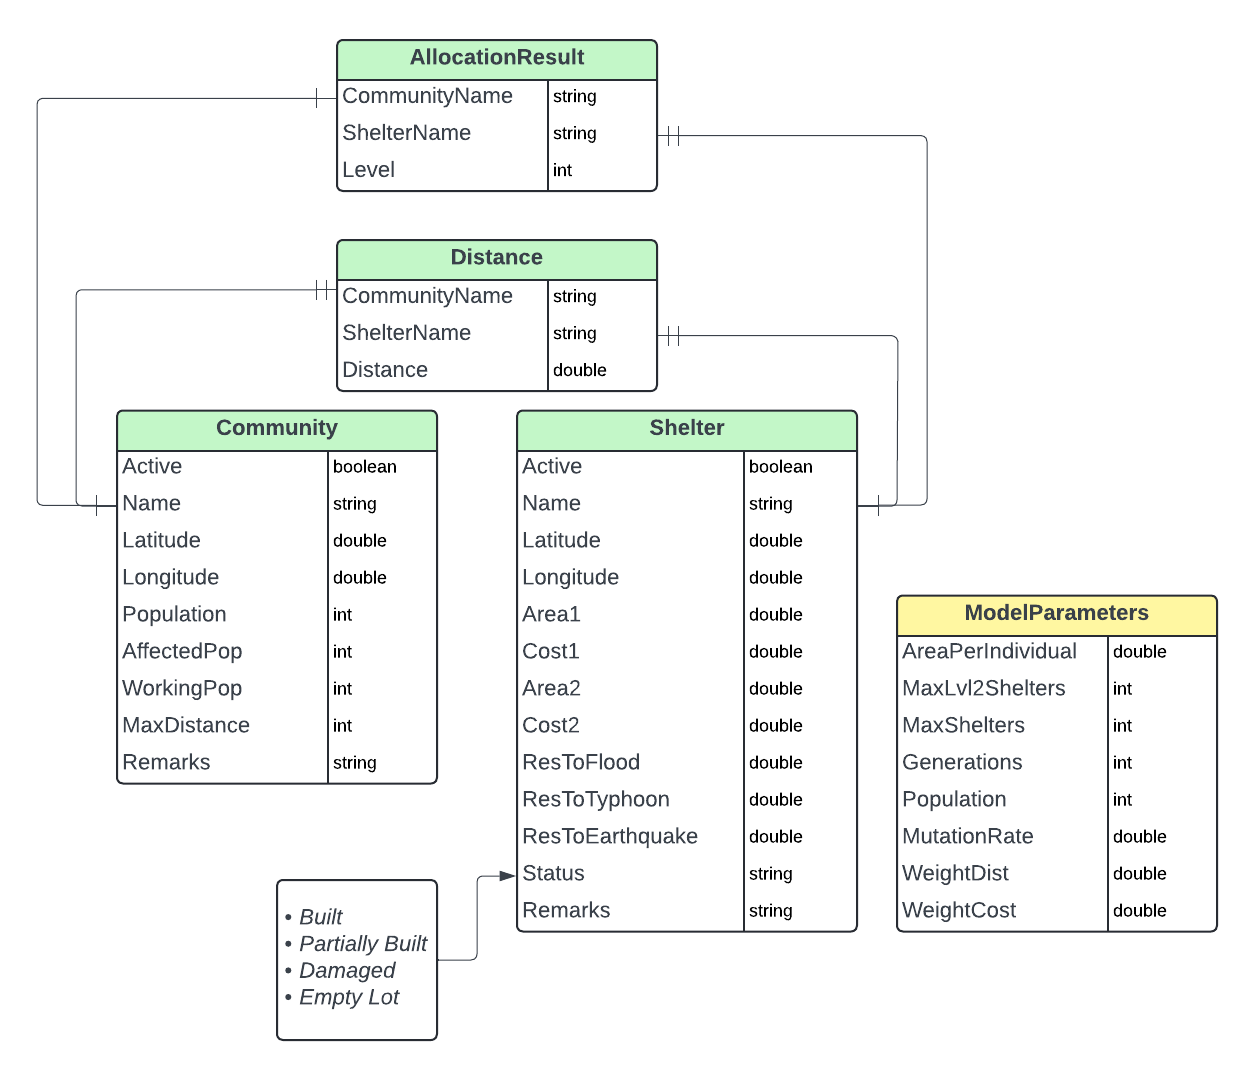 AllocationResult
CommunityName string
ShelterName string
Level int
Distance
CommunityName string
ShelterName string
Distance double
Community
Active boolean
Name string
Latitude double
Longitude double
Population int
AffectedPop int
WorkingPop int
MaxDistance int
Remarks string
Shelter
Active boolean
Name string
Latitude double
Longitude double
Area1 double
Cost1 double
Area2 double
Cost2 double
ResToFlood double
ResToTyphoon double
ResToEarthquake double
Status string
Remarks string
ModelParameters
AreaPerIndividual double
MaxLvl2Shelters int
MaxShelters int
Generations int
Population int
MutationRate double
WeightDist double
WeightCost double
• Built
• Partially Built
• Damaged
• Empty Lot